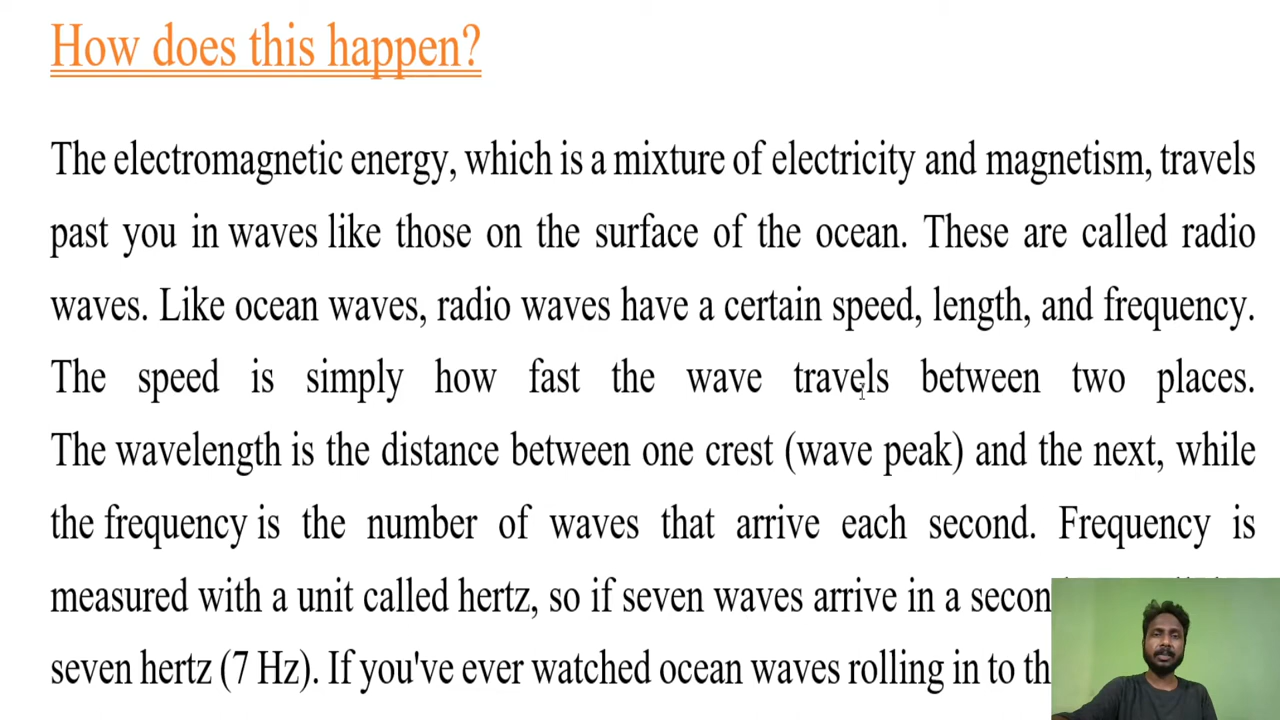 How does this happen?
The electromagnetic energy, which is a mixture of electricity and magnetism, travels
past you in waves like those on the surface of the ocean. These are called radio
waves. Like ocean waves, radio waves have a certain speed, length, and frequency.
The speed is simply how fast the wave travels between two places.
The wavelength is the distance between one crest (wave peak) and the next, while
the frequency is the number of waves that arrive each second. Frequency is
measured with a unit called hertz, so if seven waves arrive in a
seven hertz (7 Hz). If you've ever watched ocean waves rolling in to